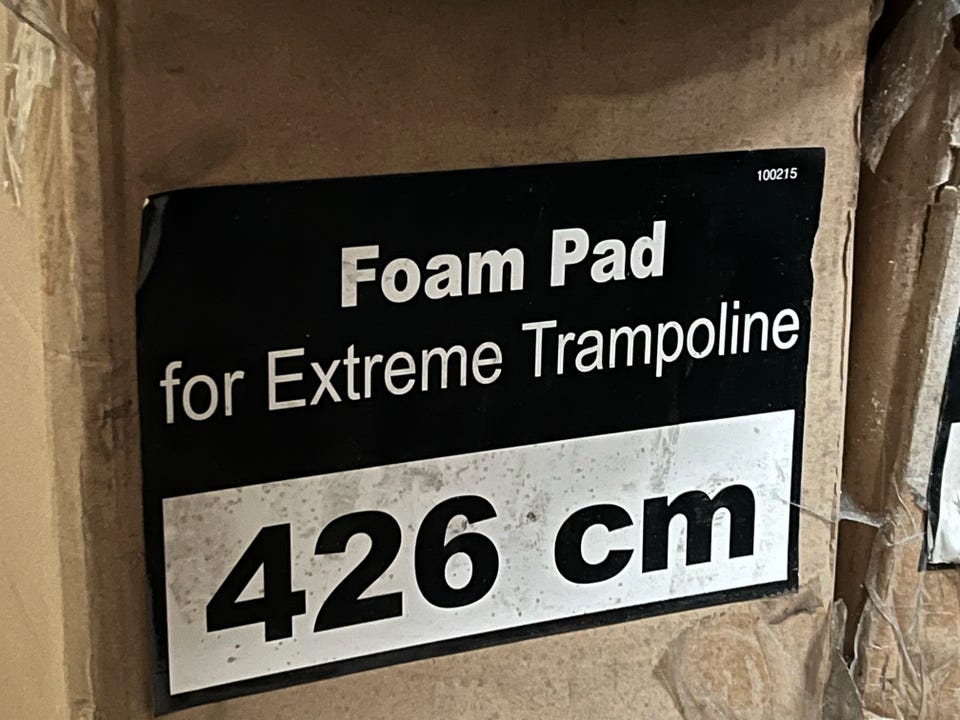 100215
Foam Pad
for Extreme Trampoline
426 cm